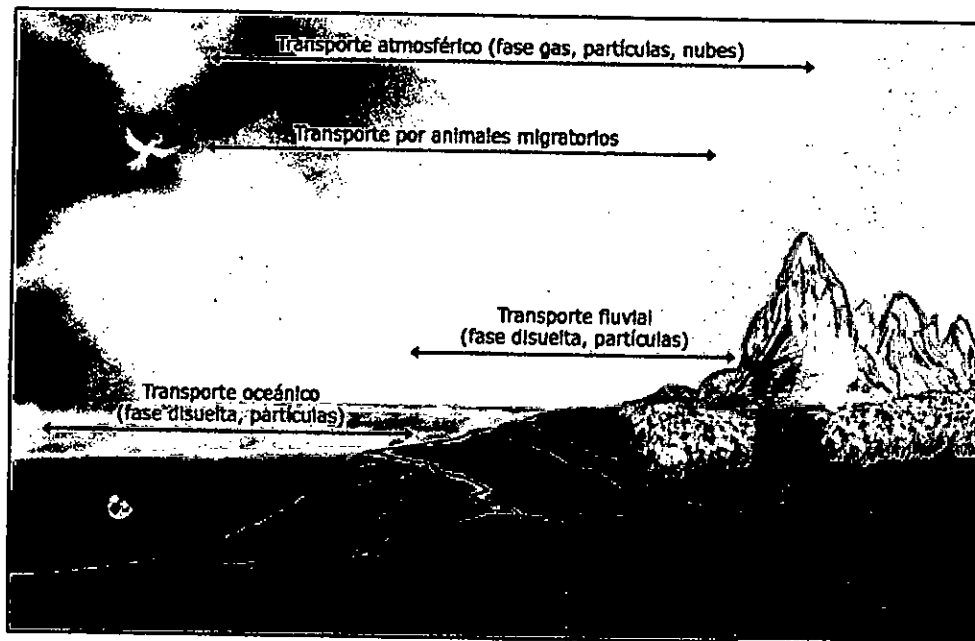 Transporte atmosférico (fase gas, partículas, nubes)
Transporte por animales migratorios
Transporte fluvial
(fase disuelta, partículas)
Transporte oceánico
(fase disuelta, partículas)